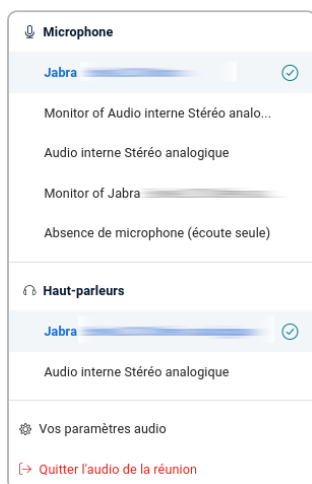 Microphone
Jabra
Monitor of Audio interne Stéréo analo...
Audio interne Stéréo analogique
Monitor of Jabra
Absence de microphone (écoute seule)
Haut-parleurs
Jabra
Audio interne Stéréo analogique
Vos paramètres audio
Quitter l'audio de la réunion